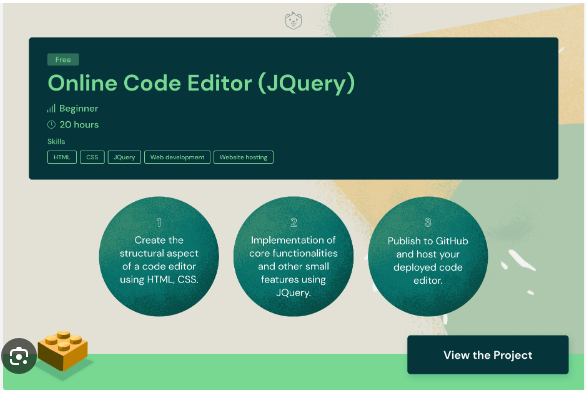 Free
Online Code Editor (JQuery)
Beginner
20 hours
Skills
HTML CSS JQuery Web development Website hosting
1
Create the
structural aspect
of a code editor
using HTML, CSS.
2
Implementation of
core functionalities
and other small
features using
JQuery.
3
Publish to GitHub
and host your
deployed code
editor.
View the Project